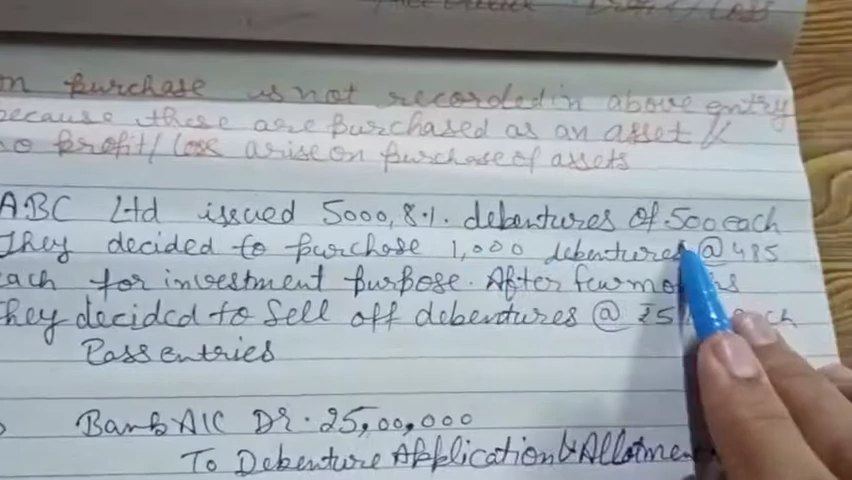 n purchase is not recorded in above entry
because these are purchased as an asset &
so profit/loss arise on purchase of assets
ABC Ltd issued 5000, 8%. debentures of 500 each
They decided to purchase 1,000 debentures @ 485
each for investment purpose. After few
They decided to Sell off debentures @ ₹5
Pass entries
Bank A/C Dr. 25,00,000
To Debenture Application & Allotme